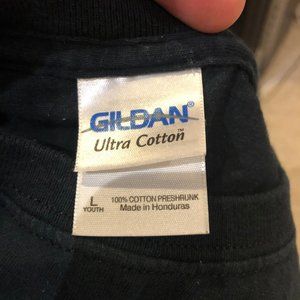 GILDAN®
Ultra Cotton™
L
YOUTH
100% COTTON PRESHRUNK
Made in Honduras